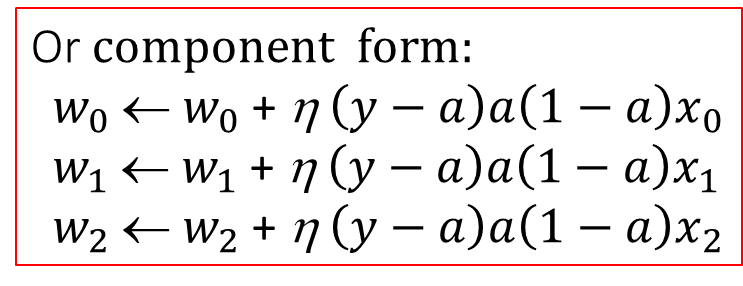 Or component form:
w₀ ← w₀ + η(y − a)a(1 − a)x₀
w₁ ← w₁ + η(y − a)a(1 − a)x₁
w₂ ← w₂ + η(y − a)a(1 − a)x₂